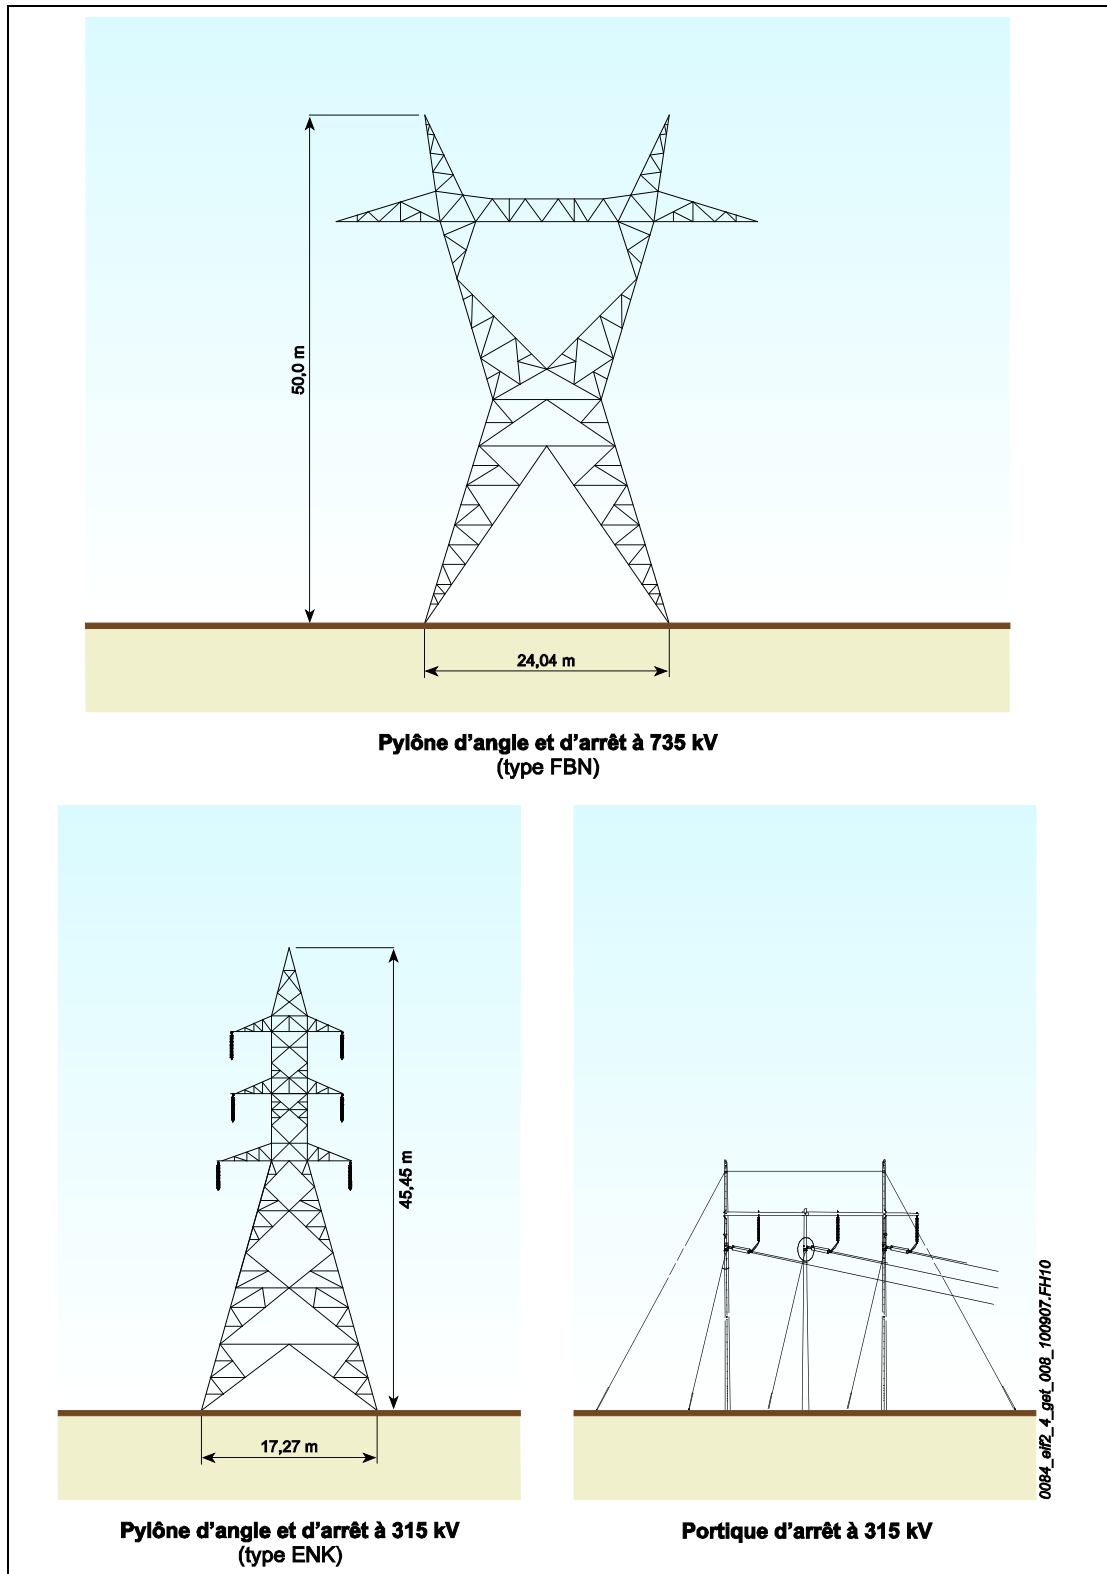 50,0 m
24,04 m
Pylône d'angle et d'arrêt à 735 kV
(type FBN)
45,45 m
17,27 m
Pylône d'angle et d'arrêt à 315 kV
(type ENK)
Portique d'arrêt à 315 kV
0084_eif2_4_get_008_100907.FH10